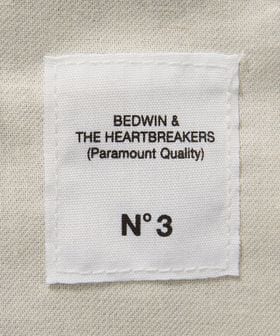 BEDWIN &
THE HEARTBREAKERS
(Paramount Quality)
N° 3